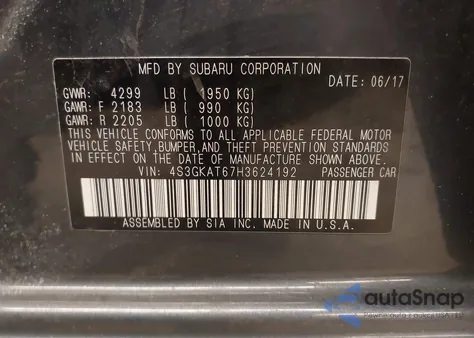 MFD BY SUBARU CORPORATION
DATE: 06/17
GVWR: 4299 LB ( 1950 KG)
GAWR: F 2183 LB ( 990 KG)
GAWR: R 2205 LB ( 1000 KG)
THIS VEHICLE CONFORMS TO ALL APPLICABLE FEDERAL MOTOR
VEHICLE SAFETY, BUMPER, AND THEFT PREVENTION STANDARDS
IN EFFECT ON THE DATE OF MANUFACTURE SHOWN ABOVE.
VIN: 4S3GKAT67H3624192 PASSENGER CAR
ASSEMBLED BY SIA INC. MADE IN U.S.A.
autoSnap